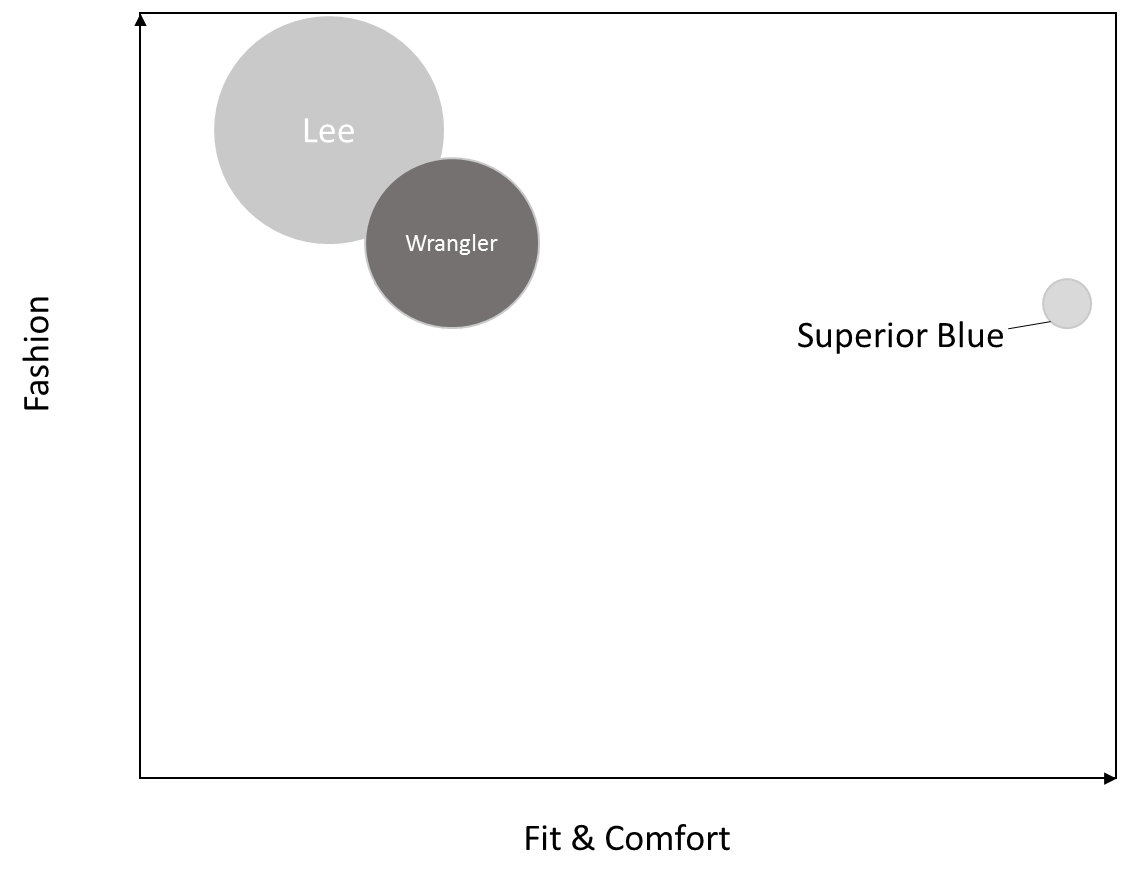 Lee
Wrangler
Superior Blue
Fashion
Fit & Comfort